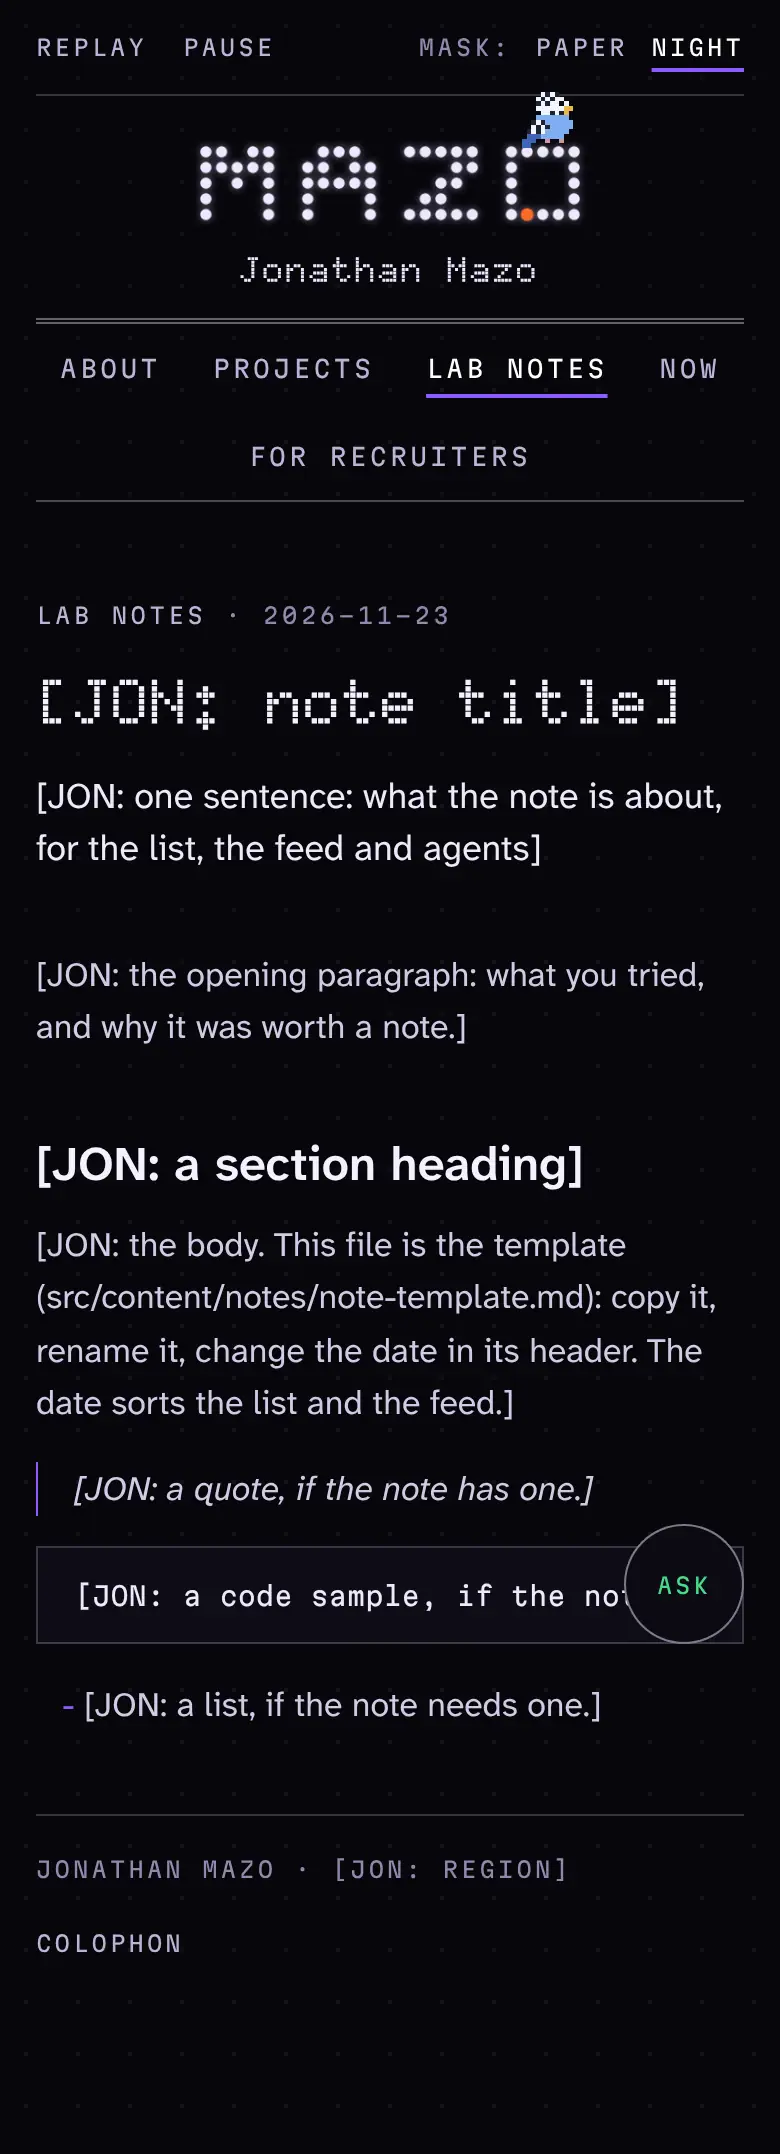 REPLAY PAUSE MASK: PAPER NIGHT
MAZO
Jonathan Mazo
ABOUT PROJECTS LAB NOTES NOW
FOR RECRUITERS
LAB NOTES · 2026-11-23
[JON: note title]
[JON: one sentence: what the note is about,
for the list, the feed and agents]
[JON: the opening paragraph: what you tried,
and why it was worth a note.]
[JON: a section heading]
[JON: the body. This file is the template
(src/content/notes/note-template.md): copy it,
rename it, change the date in its header. The
date sorts the list and the feed.]
[JON: a quote, if the note has one.]
[JON: a code sample, if the
ASK
- [JON: a list, if the note needs one.]
JONATHAN MAZO · [JON: REGION]
COLOPHON